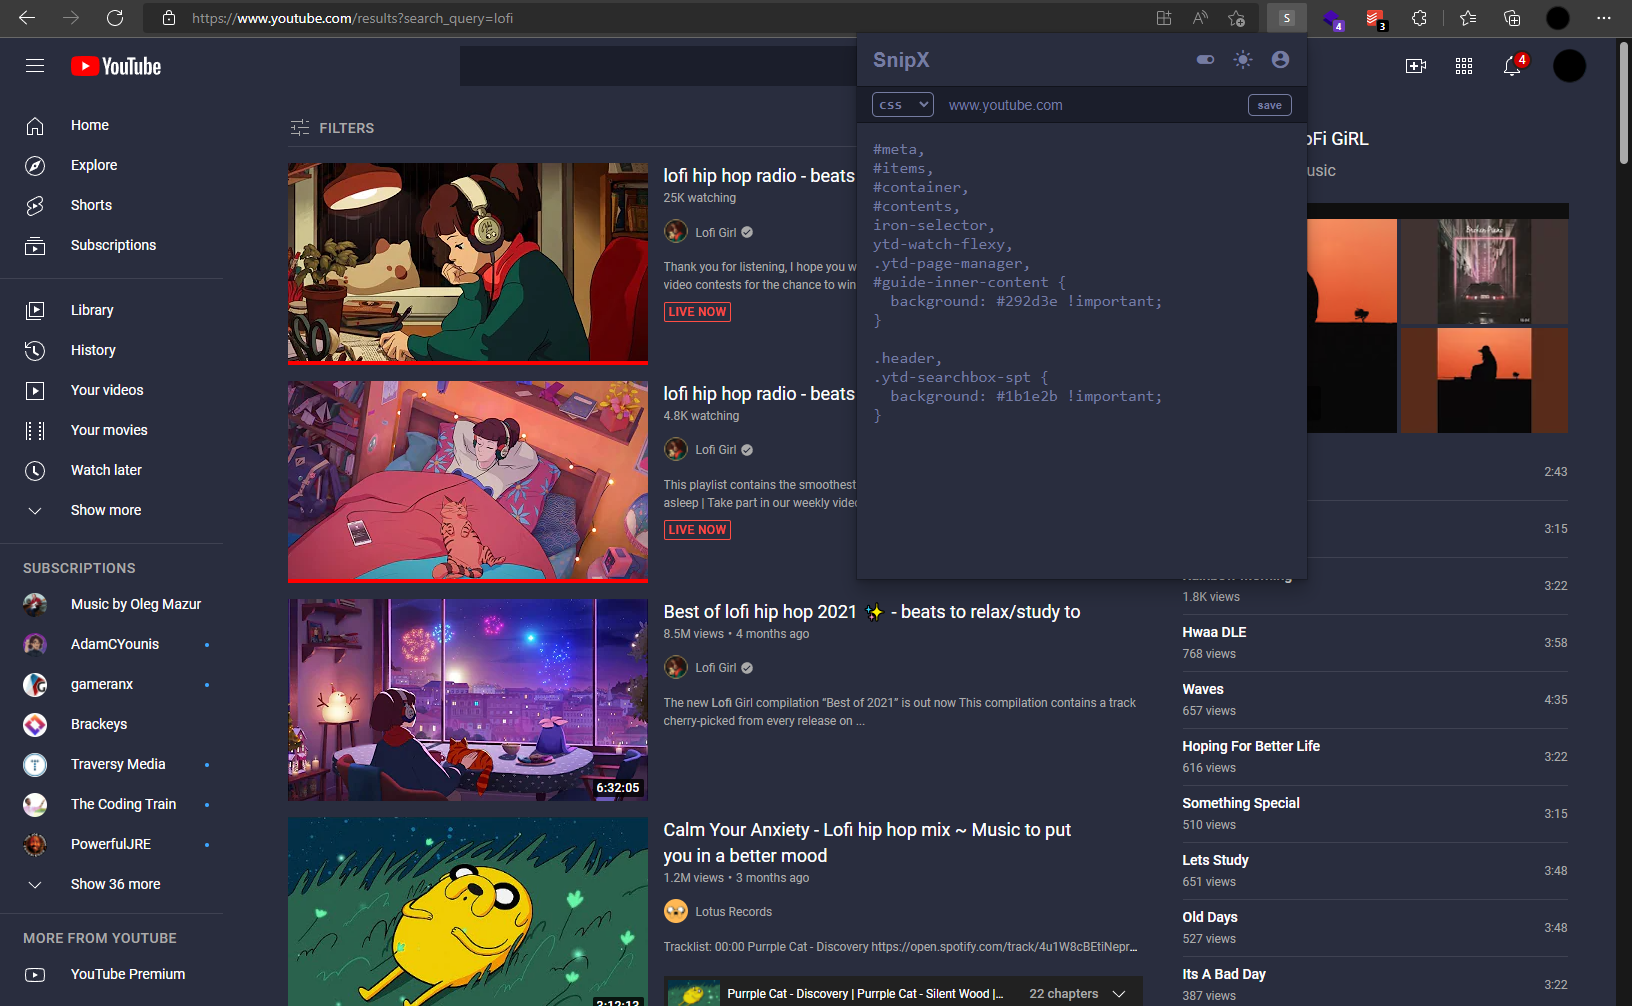 https://www.youtube.com/results?search_query=lofi
S
4
3
YouTube
4
SnipX
css
www.youtube.com
save
#meta,
#items,
#container,
#contents,
iron-selector,
ytd-watch-flexy,
.ytd-page-manager,
#guide-inner-content {
background: #292d3e !important;
}
.header,
.ytd-searchbox-spt {
background: #1b1e2b !important;
}
Home
Explore
Shorts
Subscriptions
Library
History
Your videos
Your movies
Watch later
Show more
SUBSCRIPTIONS
Music by Oleg Mazur
AdamCYounis
gameranx
Brackeys
Traversy Media
The Coding Train
PowerfulJRE
Show 36 more
MORE FROM YOUTUBE
YouTube Premium
FILTERS
lofi hip hop radio - beats
25K watching
Lofi Girl
Thank you for listening, I hope you w
video contests for the chance to win
LIVE NOW
lofi hip hop radio - beats
4.8K watching
Lofi Girl
This playlist contains the smoothest
asleep | Take part in our weekly vide
LIVE NOW
6:32:05
Best of lofi hip hop 2021 ✨ - beats to relax/study to
8.5M views • 4 months ago
Lofi Girl
The new Lofi Girl compilation “Best of 2021” is out now This compilation contains a track
cherry-picked from every release on ...
3:12:13
Calm Your Anxiety - Lofi hip hop mix ~ Music to put
you in a better mood
1.2M views • 3 months ago
Lotus Records
Tracklist: 00:00 Purrple Cat - Discovery https://open.spotify.com/track/4u1W8cBEtiNepr...
Purrple Cat - Discovery | Purrple Cat - Silent Wood |...
22 chapters
oFi GiRL
usic
Broken Piano
2:43
3:15
1.8K views
3:22
Hwaa DLE
768 views
3:58
Waves
657 views
4:35
Hoping For Better Life
616 views
3:22
Something Special
510 views
3:15
Lets Study
651 views
3:48
Old Days
527 views
3:48
Its A Bad Day
387 views
3:22